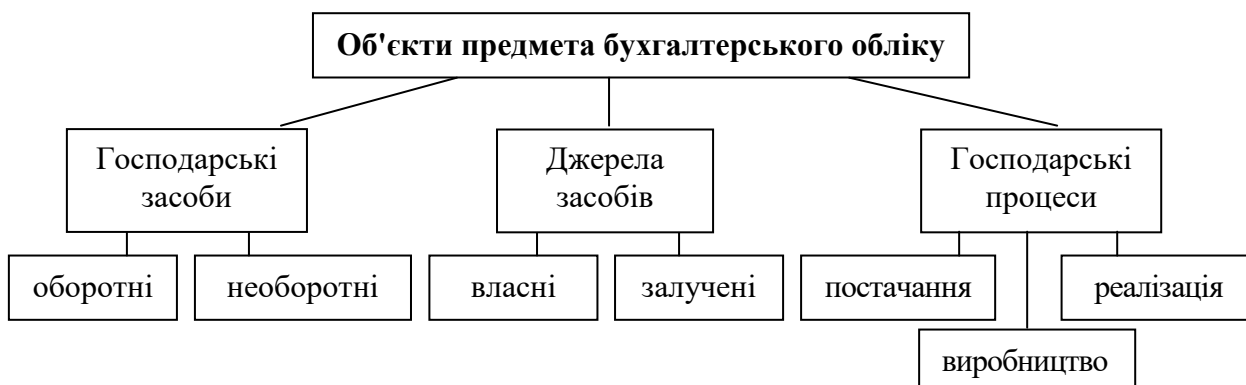 Об'єкти предмета бухгалтерського обліку
Господарські
засоби
Джерела
засобів
Господарські
процеси
оборотні
необоротні
власні
залучені
постачання
реалізація
виробництво